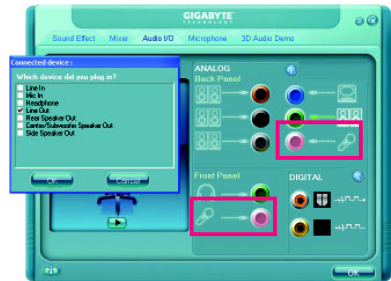 GIGABYTE
TECHNOLOGY
Sound Effect Mixer Audio I/O Microphone 3D Audio Demo
Connected device :
Which device did you plug in?
Line In
Mic In
Headphone
Line Out
Rear Speaker Out
Center/Subwoofer Speaker Out
Side Speaker Out
OK Cancel
ANALOG
Back Panel
Front Panel
DIGITAL
OK